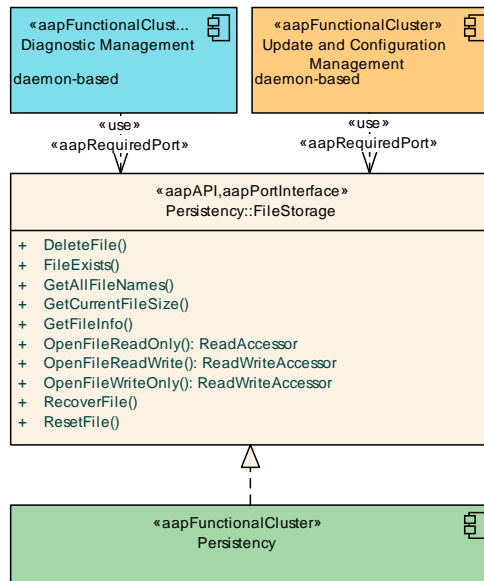 «aapFunctionalClust...
Diagnostic Management
daemon-based
«aapFunctionalCluster»
Update and Configuration
Management
daemon-based
«use»
«aapRequiredPort»
«use»
«aapRequiredPort»
«aapAPI,aapPortInterface»
Persistency::FileStorage
+ DeleteFile()
+ FileExists()
+ GetAllFileNames()
+ GetCurrentFileSize()
+ GetFileInfo()
+ OpenFileReadOnly(): ReadAccessor
+ OpenFileReadWrite(): ReadWriteAccessor
+ OpenFileWriteOnly(): ReadWriteAccessor
+ RecoverFile()
+ ResetFile()
«aapFunctionalCluster»
Persistency